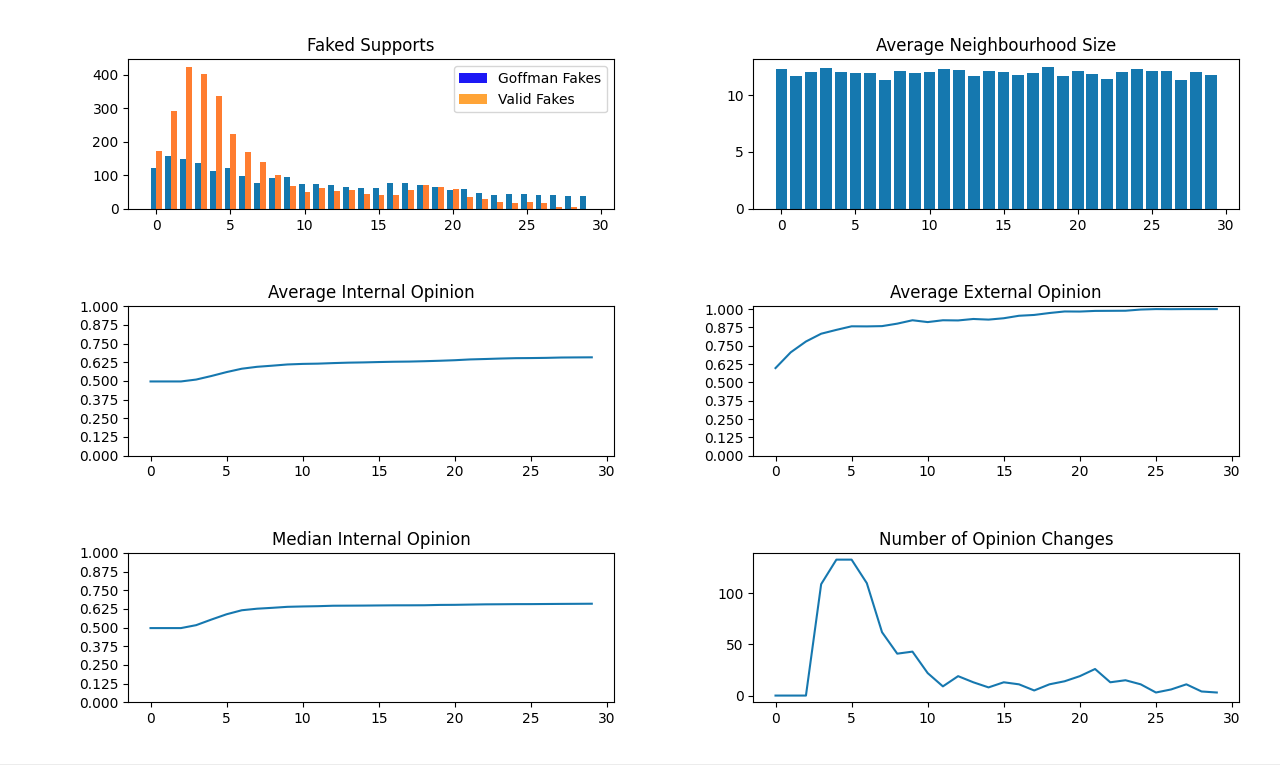 Faked Supports
400
300
200
100
0
Goffman Fakes
Valid Fakes
0 5 10 15 20 25 30
Average Neighbourhood Size
10
5
0
0 5 10 15 20 25 30
Average Internal Opinion
1.000
0.875
0.750
0.625
0.500
0.375
0.250
0.125
0.000
0 5 10 15 20 25 30
Average External Opinion
1.000
0.875
0.750
0.625
0.500
0.375
0.250
0.125
0.000
0 5 10 15 20 25 30
Median Internal Opinion
1.000
0.875
0.750
0.625
0.500
0.375
0.250
0.125
0.000
0 5 10 15 20 25 30
Number of Opinion Changes
100
50
0
0 5 10 15 20 25 30